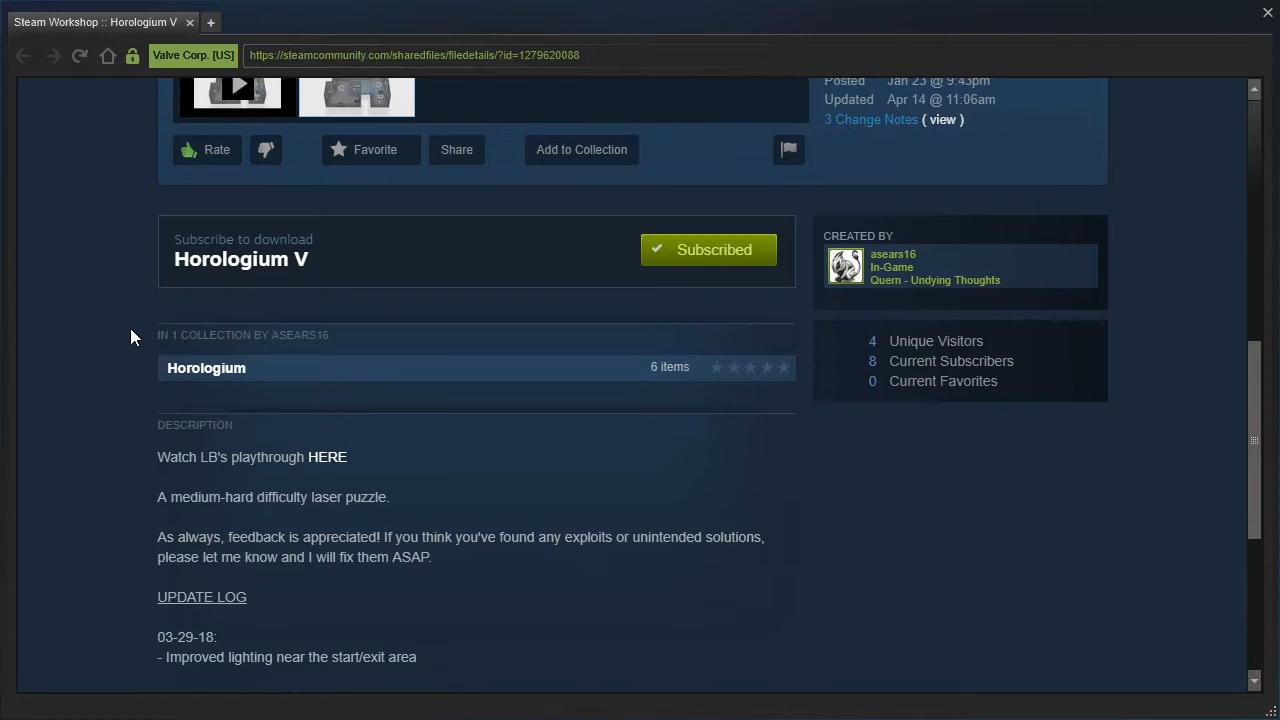 Steam Workshop :: Horologium V
Valve Corp. [US] https://steamcommunity.com/sharedfiles/filedetails/?id=1279620088
Posted Jan 23 @ 9:43pm
Updated Apr 14 @ 11:06am
3 Change Notes ( view )
Rate Favorite Share Add to Collection
Subscribe to download
Horologium V
Subscribed
CREATED BY
asears16
In-Game
Quern - Undying Thoughts
IN 1 COLLECTION BY ASEARS16
Horologium 6 items
4 Unique Visitors
8 Current Subscribers
0 Current Favorites
DESCRIPTION
Watch LB's playthrough HERE
A medium-hard difficulty laser puzzle.
As always, feedback is appreciated! If you think you've found any exploits or unintended solutions,
please let me know and I will fix them ASAP.
UPDATE LOG
03-29-18:
- Improved lighting near the start/exit area